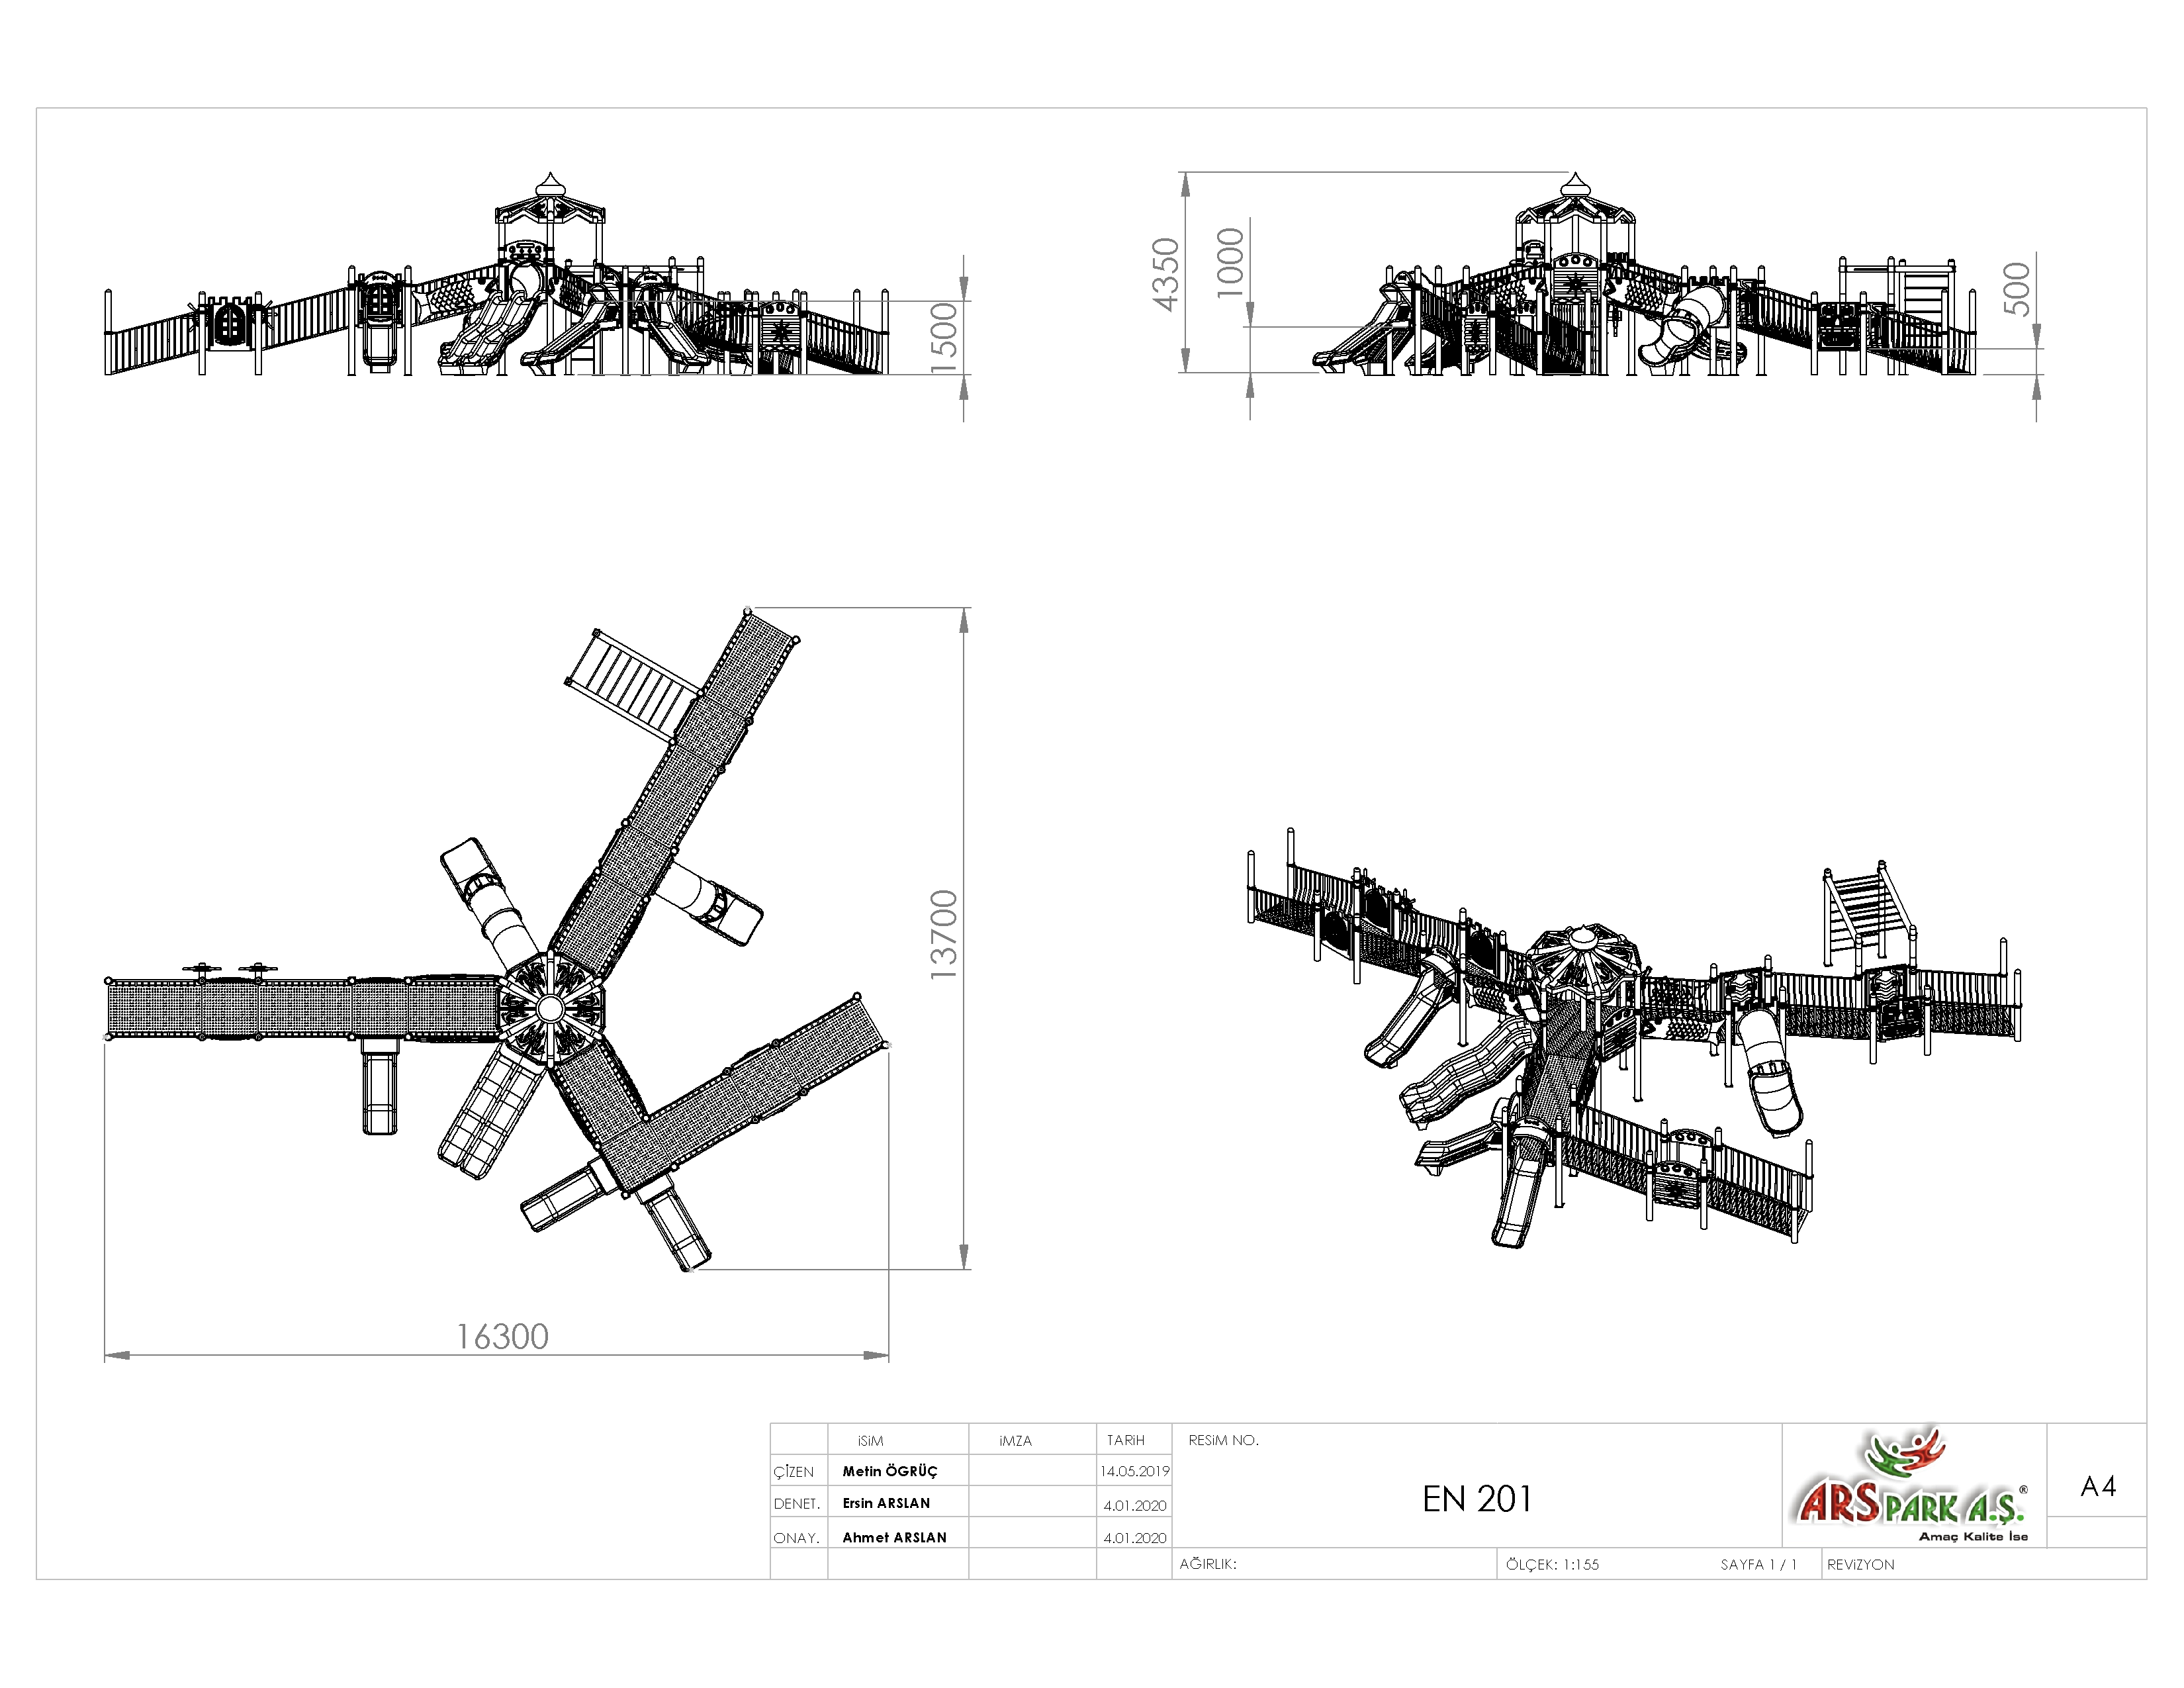 1500
4350
1000
500
13700
16300
İSİM İMZA TARİH RESİM NO.
ÇİZEN Metin ÖGRÜÇ 14.05.2019
DENET. Ersin ARSLAN 4.01.2020
ONAY. Ahmet ARSLAN 4.01.2020
EN 201
ARSPARK A.Ş.®
Amaç Kalite İse
A4
AĞIRLIK: ÖLÇEK: 1:155 SAYFA 1 / 1 REVİZYON